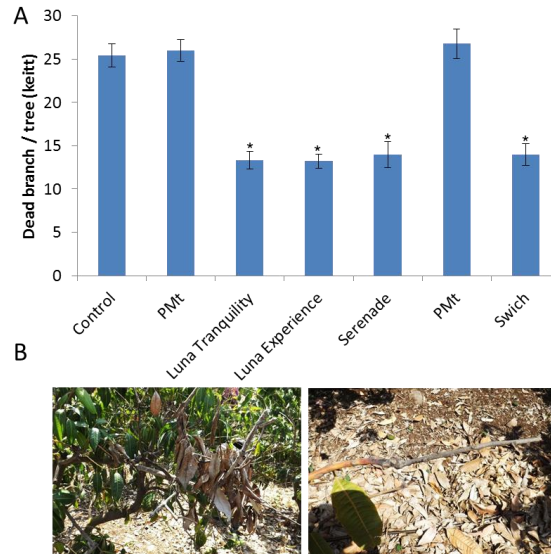 A
Dead branch / tree (keitt)
30
25
20
15
10
5
0
*
*
*
*
Control
PMt
Luna Tranquility
Luna Experience
Serenade
PMt
Swich
B